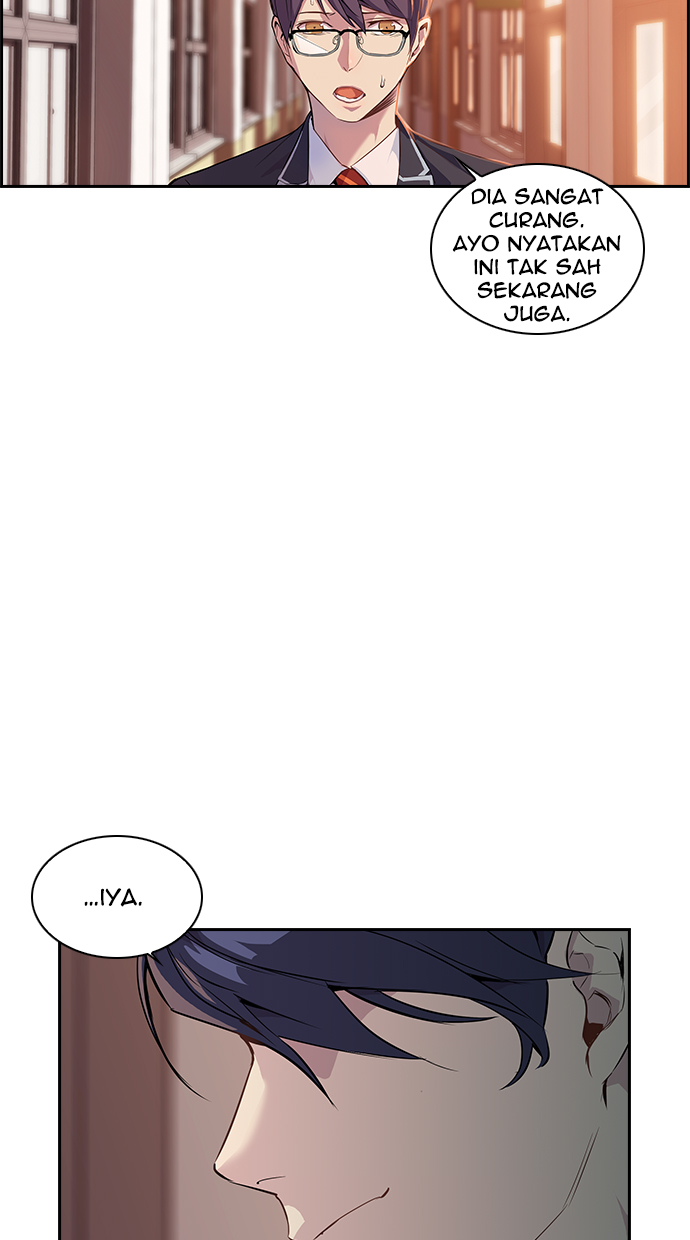 DIA SANGAT
CURANG.
AYO NYATAKAN
INI TAK SAH
SEKARANG
JUGA.
...IYA.